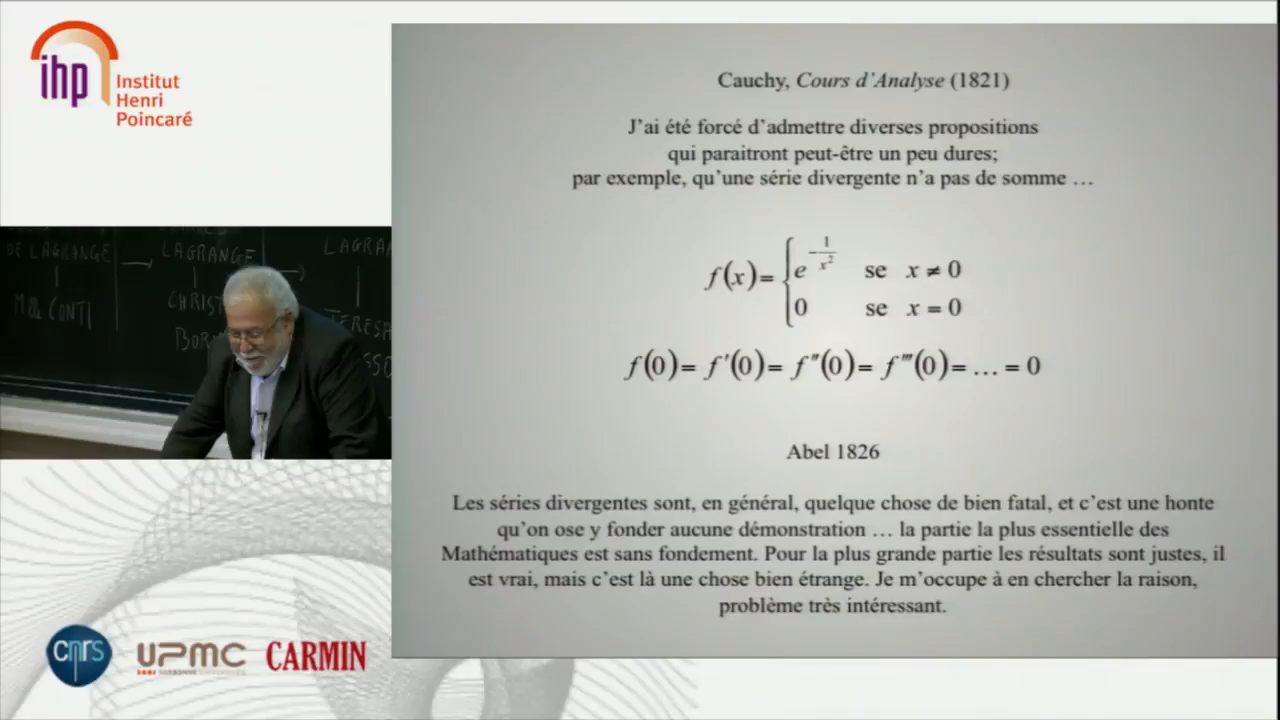 ihp
Institut
Henri
Poincaré
DE LAGRANGE
LAGRANGE
CONTI
Cauchy, Cours d'Analyse (1821)
J'ai été forcé d'admettre diverses propositions
qui paraitront peut-être un peu dures;
par exemple, qu'une série divergente n'a pas de somme …
f(x)= { e^{-1/x^2} se x ≠ 0
0 se x = 0
f(0)= f'(0)= f''(0)= f'''(0)= … = 0
Abel 1826
Les séries divergentes sont, en général, quelque chose de bien fatal, et c'est une honte
qu'on ose y fonder aucune démonstration … la partie la plus essentielle des
Mathématiques est sans fondement. Pour la plus grande partie les résultats sont justes, il
est vrai, mais c'est là une chose bien étrange. Je m'occupe à en chercher la raison,
problème très intéressant.
cnrs
UPMC
CARMIN